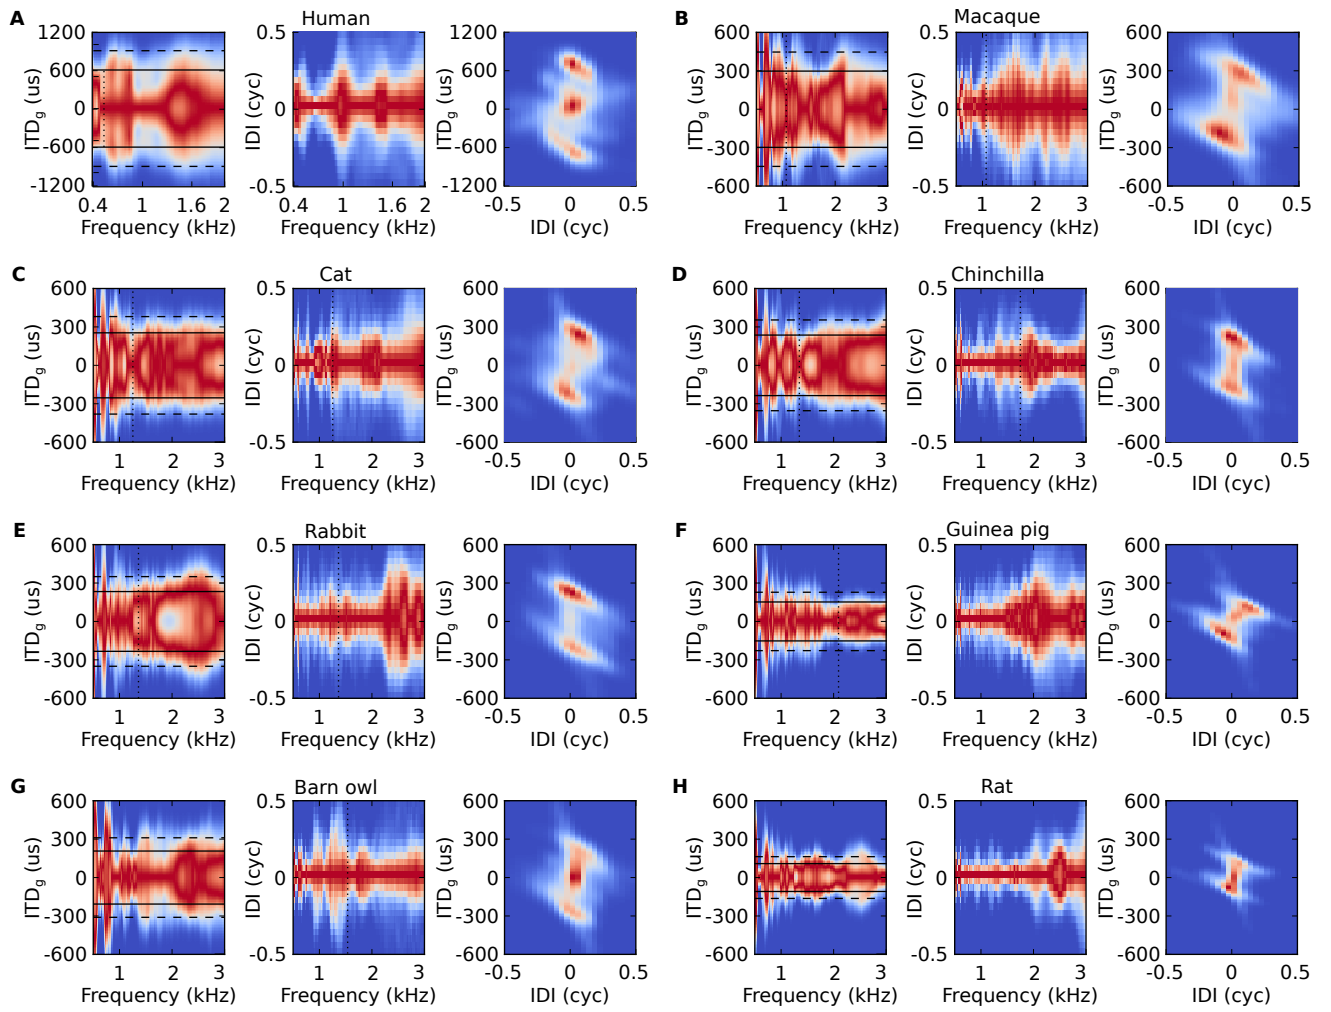 A Human
1200 600 0 -600 -1200
ITDg (us)
0.4 1 1.6 2
Frequency (kHz)
0.5 0 -0.5
IDI (cyc)
0.4 1 1.6 2
Frequency (kHz)
1200 600 0 -600 -1200
ITDg (us)
-0.5 0 0.5
IDI (cyc)
B Macaque
600 300 0 -300 -600
ITDg (us)
1 2 3
Frequency (kHz)
0.5 0 -0.5
IDI (cyc)
1 2 3
Frequency (kHz)
600 300 0 -300 -600
ITDg (us)
-0.5 0 0.5
IDI (cyc)
C Cat
600 300 0 -300 -600
ITDg (us)
1 2 3
Frequency (kHz)
0.5 0 -0.5
IDI (cyc)
1 2 3
Frequency (kHz)
600 300 0 -300 -600
ITDg (us)
-0.5 0 0.5
IDI (cyc)
D Chinchilla
600 300 0 -300 -600
ITDg (us)
1 2 3
Frequency (kHz)
0.5 0 -0.5
IDI (cyc)
1 2 3
Frequency (kHz)
600 300 0 -300 -600
ITDg (us)
-0.5 0 0.5
IDI (cyc)
E Rabbit
600 300 0 -300 -600
ITDg (us)
1 2 3
Frequency (kHz)
0.5 0 -0.5
IDI (cyc)
1 2 3
Frequency (kHz)
600 300 0 -300 -600
ITDg (us)
-0.5 0 0.5
IDI (cyc)
F Guinea pig
600 300 0 -300 -600
ITDg (us)
1 2 3
Frequency (kHz)
0.5 0 -0.5
IDI (cyc)
1 2 3
Frequency (kHz)
600 300 0 -300 -600
ITDg (us)
-0.5 0 0.5
IDI (cyc)
G Barn owl
600 300 0 -300 -600
ITDg (us)
1 2 3
Frequency (kHz)
0.5 0 -0.5
IDI (cyc)
1 2 3
Frequency (kHz)
600 300 0 -300 -600
ITDg (us)
-0.5 0 0.5
IDI (cyc)
H Rat
600 300 0 -300 -600
ITDg (us)
1 2 3
Frequency (kHz)
0.5 0 -0.5
IDI (cyc)
1 2 3
Frequency (kHz)
600 300 0 -300 -600
ITDg (us)
-0.5 0 0.5
IDI (cyc)